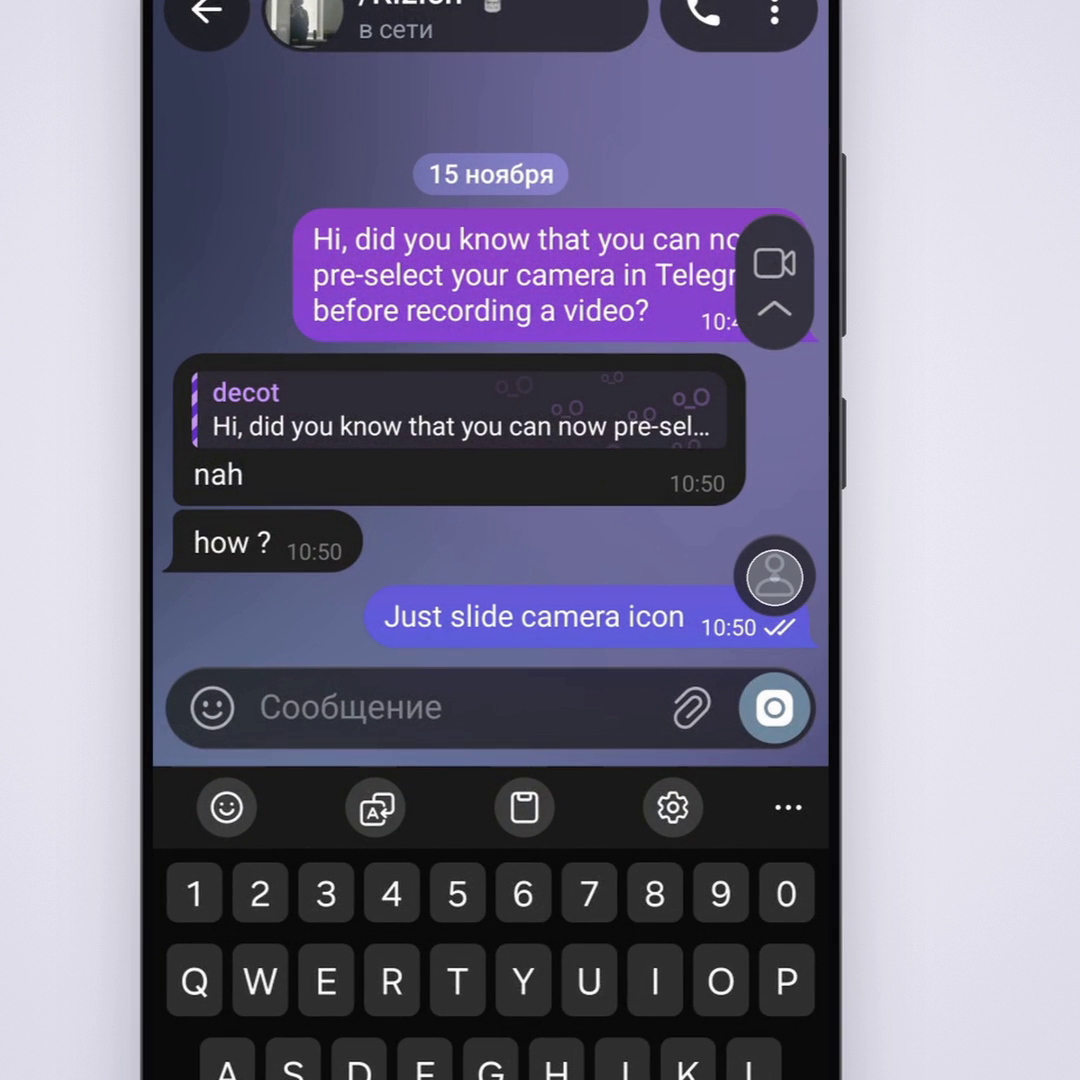 в сети
15 ноября
Hi, did you know that you can
pre-select your camera in
before recording a video?
decot
Hi, did you know that you can now pre-sel...
nah
10:50
how ?
10:50
Just slide camera icon
10:50
Сообщение
1 2 3 4 5 6 7 8 9 0
Q W E R T Y U I O P
A S D F G H J K L